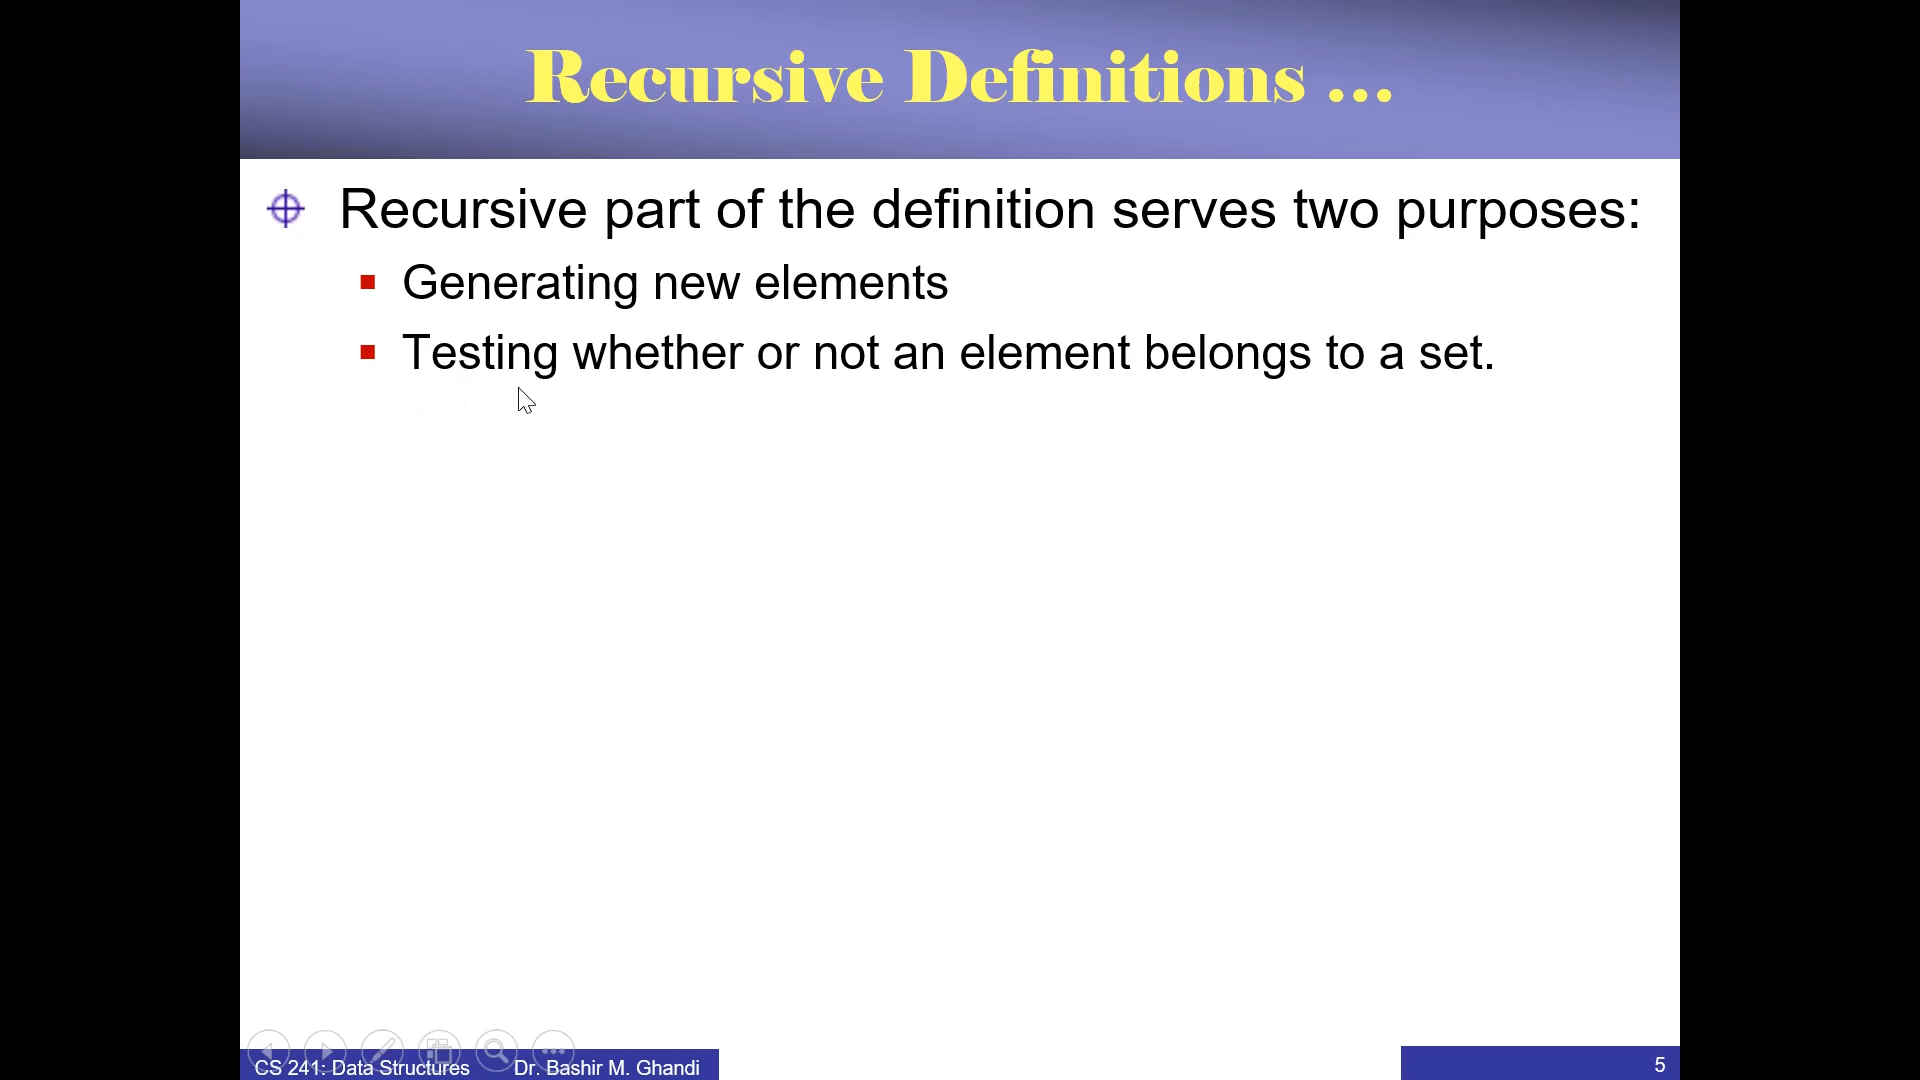 Recursive Definitions ...
Recursive part of the definition serves two purposes:
Generating new elements
Testing whether or not an element belongs to a set.
CS 241: Data Structures Dr. Bashir M. Ghandi
5